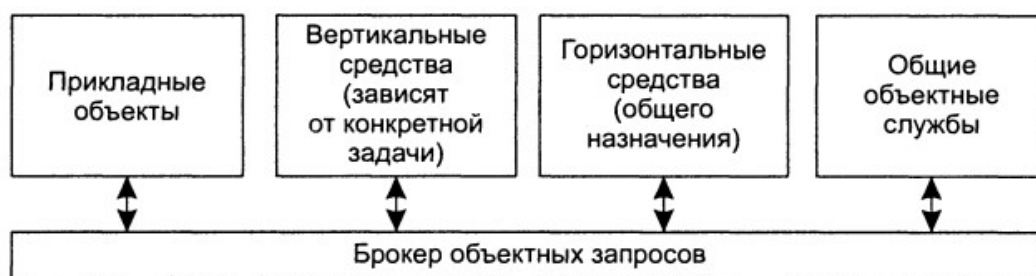 Прикладные
объекты
Вертикальные
средства
(зависят
от конкретной
задачи)
Горизонтальные
средства
(общего
назначения)
Общие
объектные
службы
Брокер объектных запросов